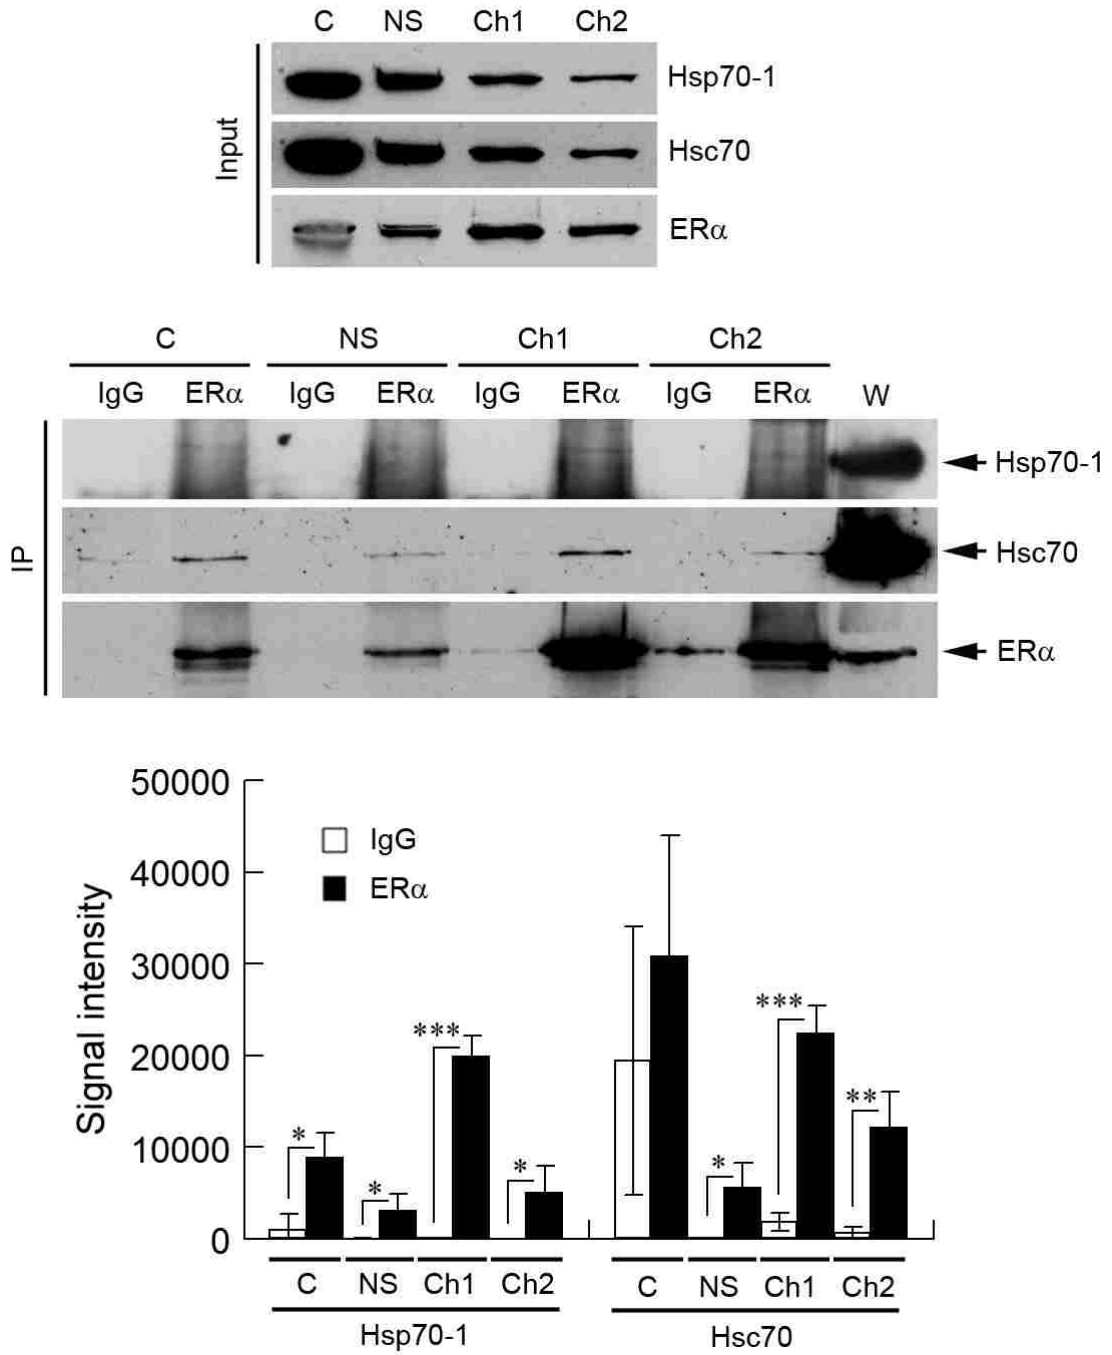 C NS Ch1 Ch2
Input
Hsp70-1
Hsc70
ERα
C NS Ch1 Ch2
IgG ERα IgG ERα IgG ERα IgG ERα W
IP
Hsp70-1
Hsc70
ERα
Signal intensity
50000
40000
30000
20000
10000
0
IgG
ERα
* * *** * * *** **
C NS Ch1 Ch2 C NS Ch1 Ch2
Hsp70-1 Hsc70